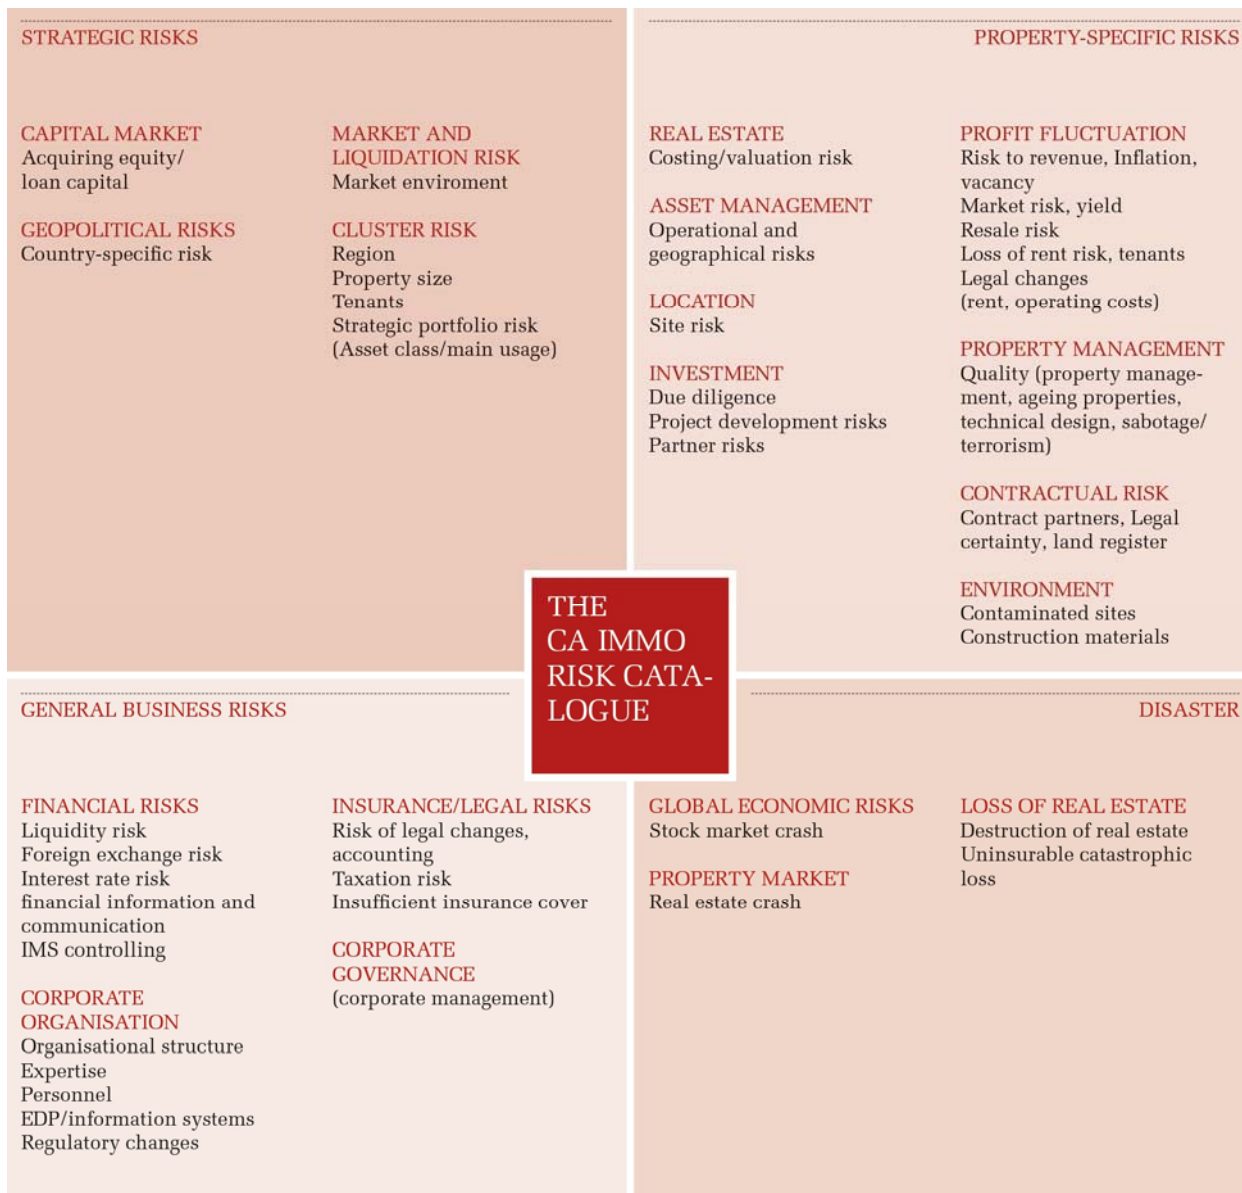 STRATEGIC RISKS
CAPITAL MARKET
Acquiring equity/
loan capital
GEOPOLITICAL RISKS
Country-specific risk
MARKET AND
LIQUIDATION RISK
Market enviroment
CLUSTER RISK
Region
Property size
Tenants
Strategic portfolio risk
(Asset class/main usage)
PROPERTY-SPECIFIC RISKS
REAL ESTATE
Costing/valuation risk
ASSET MANAGEMENT
Operational and
geographical risks
LOCATION
Site risk
INVESTMENT
Due diligence
Project development risks
Partner risks
PROFIT FLUCTUATION
Risk to revenue, Inflation,
vacancy
Market risk, yield
Resale risk
Loss of rent risk, tenants
Legal changes
(rent, operating costs)
PROPERTY MANAGEMENT
Quality (property manage-
ment, ageing properties,
technical design, sabotage/
terrorism)
CONTRACTUAL RISK
Contract partners, Legal
certainty, land register
ENVIRONMENT
Contaminated sites
Construction materials
THE
CA IMMO
RISK CATA-
LOGUE
GENERAL BUSINESS RISKS
FINANCIAL RISKS
Liquidity risk
Foreign exchange risk
Interest rate risk
financial information and
communication
IMS controlling
CORPORATE
ORGANISATION
Organisational structure
Expertise
Personnel
EDP/information systems
Regulatory changes
INSURANCE/LEGAL RISKS
Risk of legal changes,
accounting
Taxation risk
Insufficient insurance cover
CORPORATE
GOVERNANCE
(corporate management)
DISASTER
GLOBAL ECONOMIC RISKS
Stock market crash
PROPERTY MARKET
Real estate crash
LOSS OF REAL ESTATE
Destruction of real estate
Uninsurable catastrophic
loss